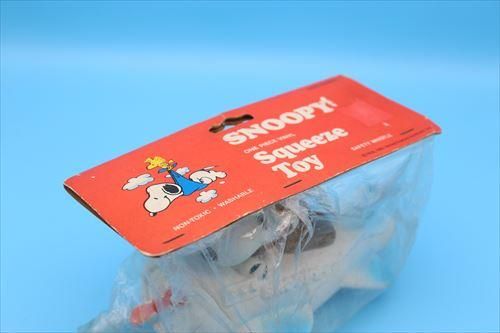 SNOOPY!
ONE PIECE VINYL
Squeeze
Toy
SAFETY WHISTLE
NON-TOXIC • WASHABLE